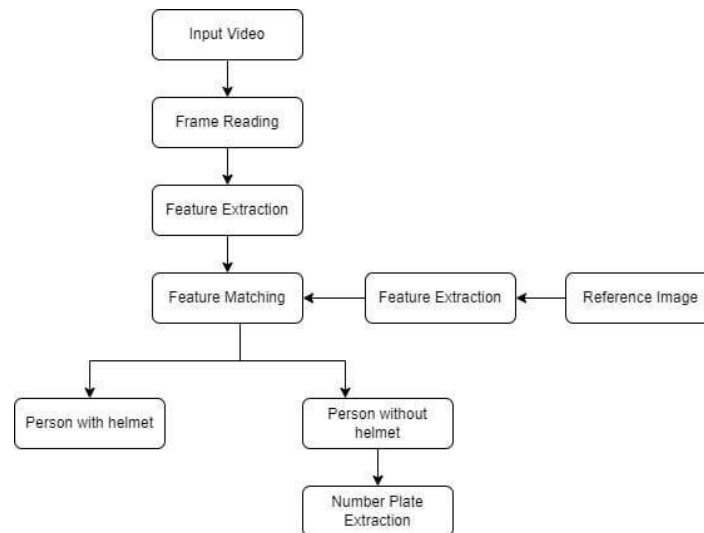 Input Video
Frame Reading
Feature Extraction
Feature Matching
Feature Extraction
Reference Image
Person with helmet
Person without
helmet
Number Plate
Extraction